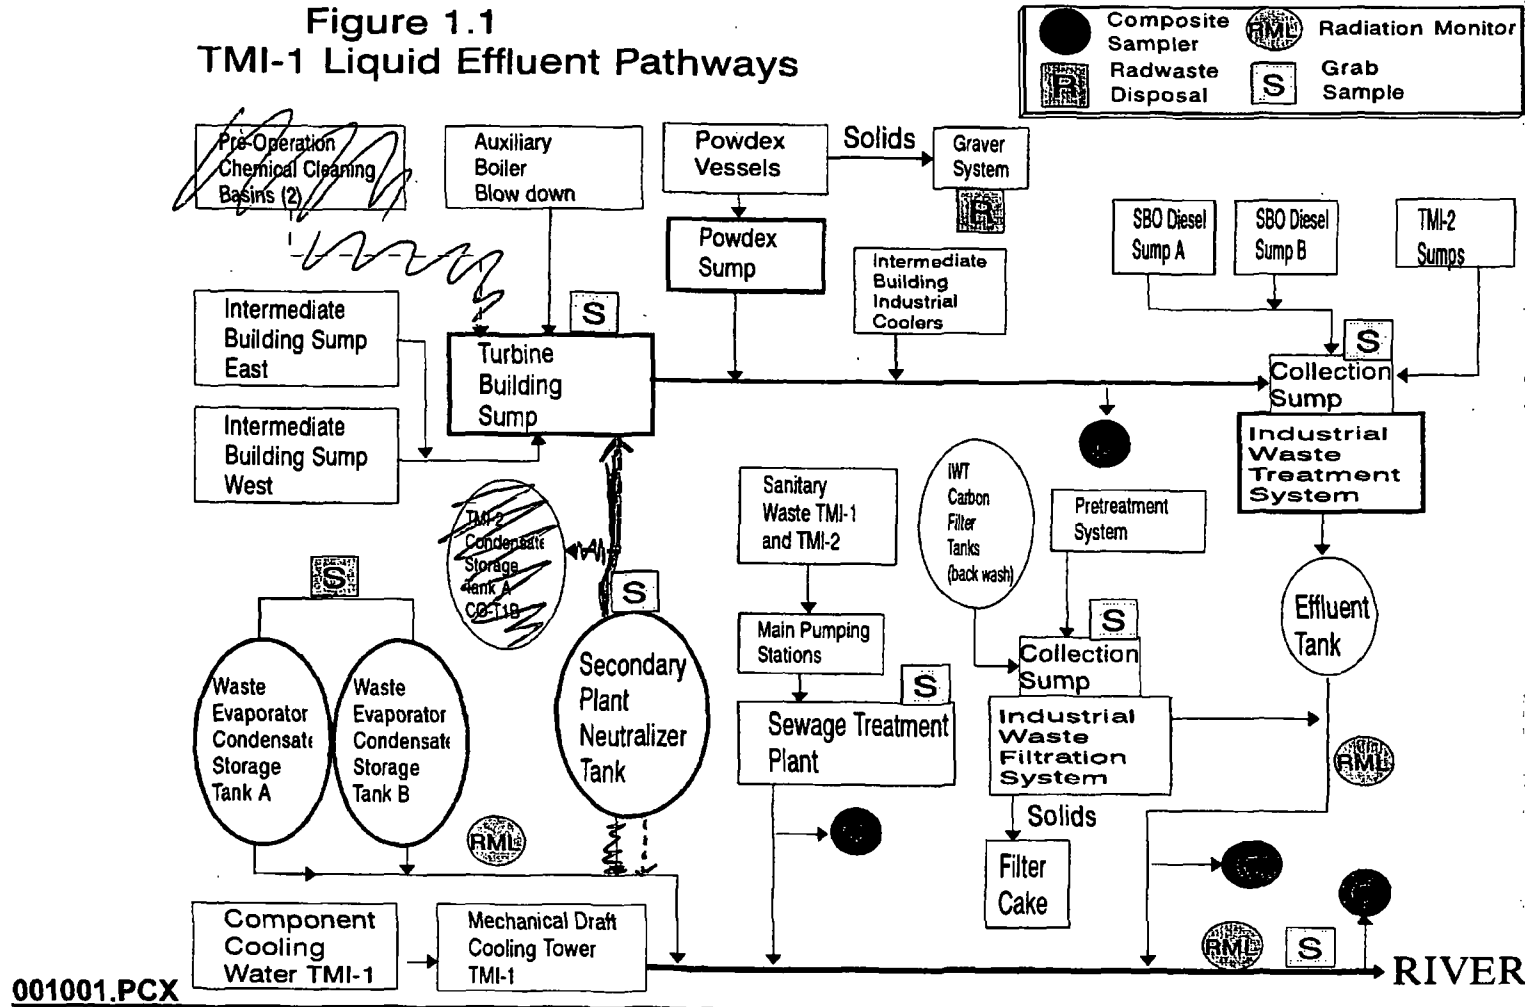 Figure 1.1
TMI-1 Liquid Effluent Pathways
Composite
Sampler
RML
Radiation Monitor
R
Radwaste
Disposal
S
Grab
Sample
Pre-Operation
Chemical Cleaning
Basins (2)
Auxiliary
Boiler
Blow down
Powdex
Vessels
Solids
Graver
System
R
Powdex
Sump
Intermediate
Building
Industrial
Coolers
SBO Diesel
Sump A
SBO Diesel
Sump B
TMI-2
Sumps
Intermediate
Building Sump
East
S
Turbine
Building
Sump
S
Collection
Sump
Industrial
Waste
Treatment
System
Intermediate
Building Sump
West
TMI-2
Condensate
Storage
Tank A
CO-T1B
Sanitary
Waste TMI-1
and TMI-2
IWT
Carbon
Filter
Tanks
(back wash)
Pretreatment
System
S
S
Main Pumping
Stations
S
Collection
Sump
Effluent
Tank
Waste
Evaporator
Condensate
Storage
Tank A
Waste
Evaporator
Condensate
Storage
Tank B
Secondary
Plant
Neutralizer
Tank
S
Sewage Treatment
Plant
Industrial
Waste
Filtration
System
RML
RML
Solids
Filter
Cake
Component
Cooling
Water TMI-1
Mechanical Draft
Cooling Tower
TMI-1
RML
S
RIVER
001001.PCX